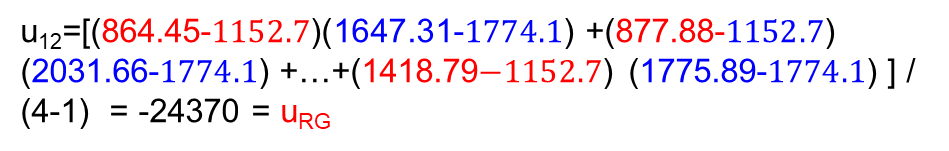 u₁₂=[(864.45-1152.7)(1647.31-1774.1) +(877.88-1152.7)
(2031.66-1774.1) +…+(1418.79−1152.7) (1775.89-1774.1) ] /
(4-1) = -24370 = u_RG